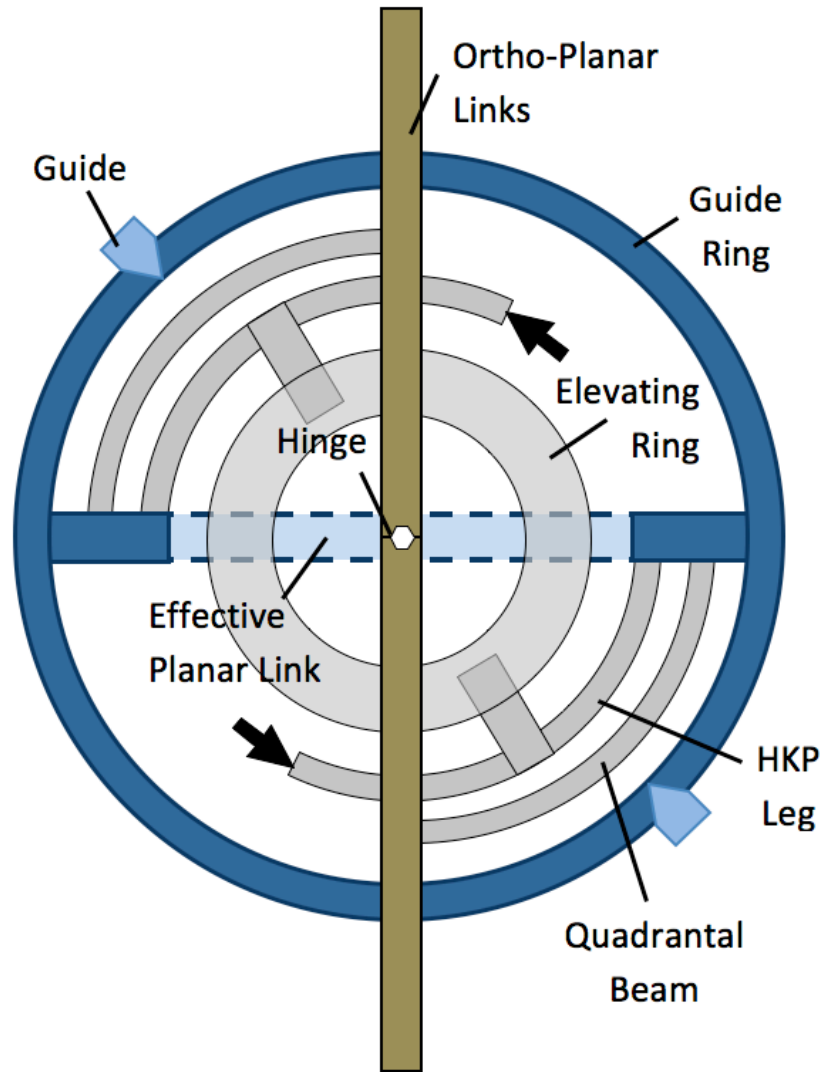 Ortho-Planar
Links
Guide
Guide
Ring
Elevating
Ring
Hinge
Effective
Planar Link
HKP
Leg
Quadrantal
Beam